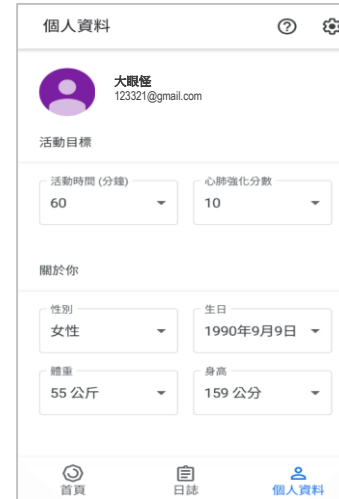 個人資料
大眼怪
123321@gmail.com
活動目標
活動時間 (分鐘)
心肺強化分數
60
10
關於你
性別
生日
女性
1990年9月9日
體重
身高
55 公斤
159 公分
首頁
日誌
個人資料